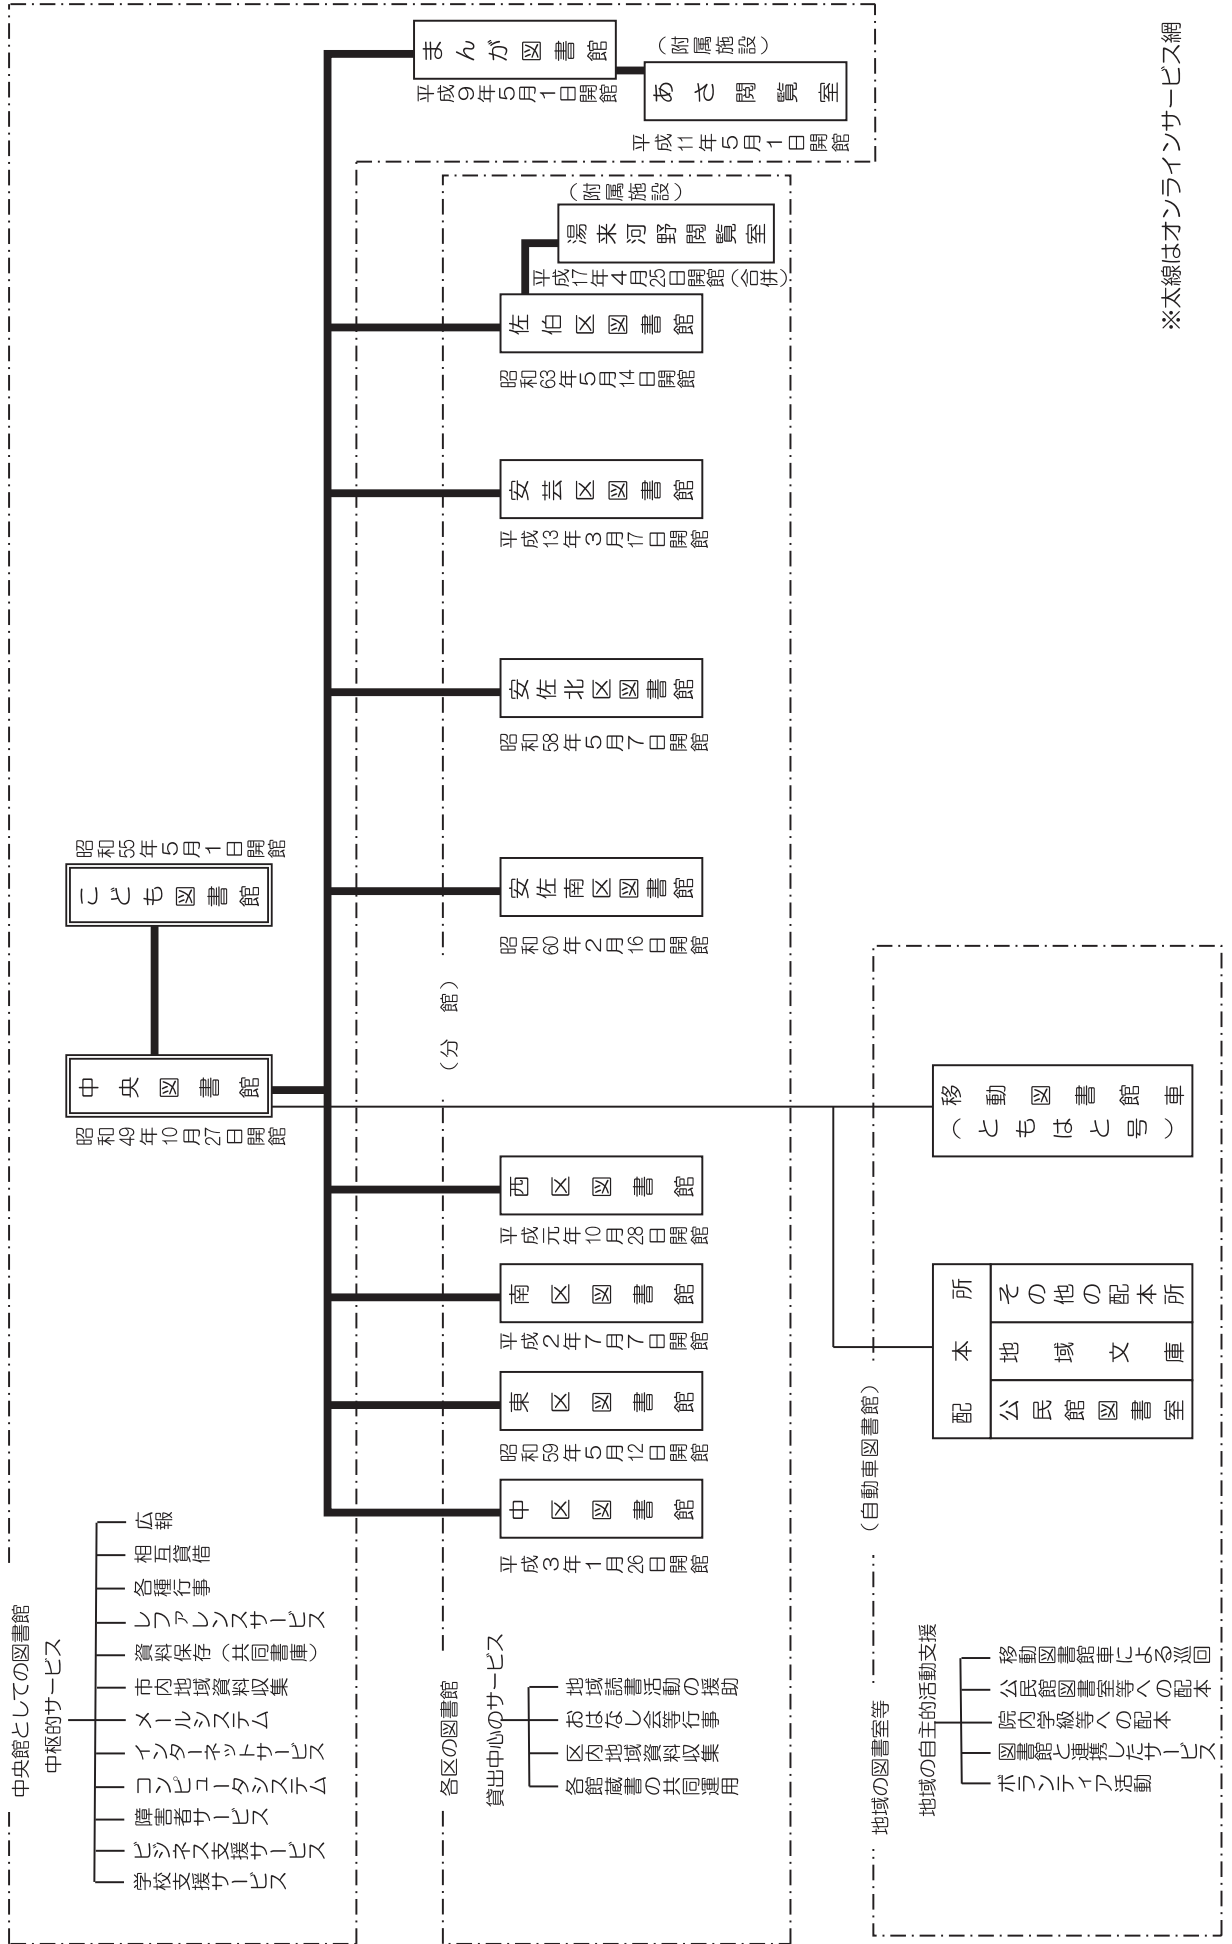 中央館としての図書館
中枢的サービス
学校支援サービス
ビジネス支援サービス
障害者サービス
コンピュータシステム
インターネットサービス
メールシステム
市内地域資料収集
資料保存（共同書庫）
レファレンスサービス
各種行事
相互貸借
広報
中央図書館
昭和49年10月27日開館
こども図書館
昭和55年5月1日開館
まんが図書館
平成9年5月1日開館
（附属施設）
あさ閲覧室
平成11年5月1日開館
各区の図書館
貸出中心のサービス
各館蔵書の共同運用
区内地域資料収集
おはなし会等行事
地域読書活動の援助
（分館）
中区図書館
平成3年1月26日開館
東区図書館
昭和59年5月12日開館
南区図書館
平成2年7月7日開館
西区図書館
平成元年10月28日開館
安佐南区図書館
昭和60年2月16日開館
安佐北区図書館
昭和58年5月7日開館
安芸区図書館
平成13年3月17日開館
佐伯区図書館
昭和63年5月14日開館
（附属施設）
湯来河野閲覧室
平成17年4月25日開館（合併）
地域の図書室等
地域の自主的活動支援
ボランティア活動
図書館と連携したサービス
院内学級等への配本
公民館図書室等への配本
移動図書館車による巡回
（自動車図書館）
配本所
公民館図書室
地域文庫
その他の配本所
移動図書館車
（ともはと号）
※太線はオンラインサービス網